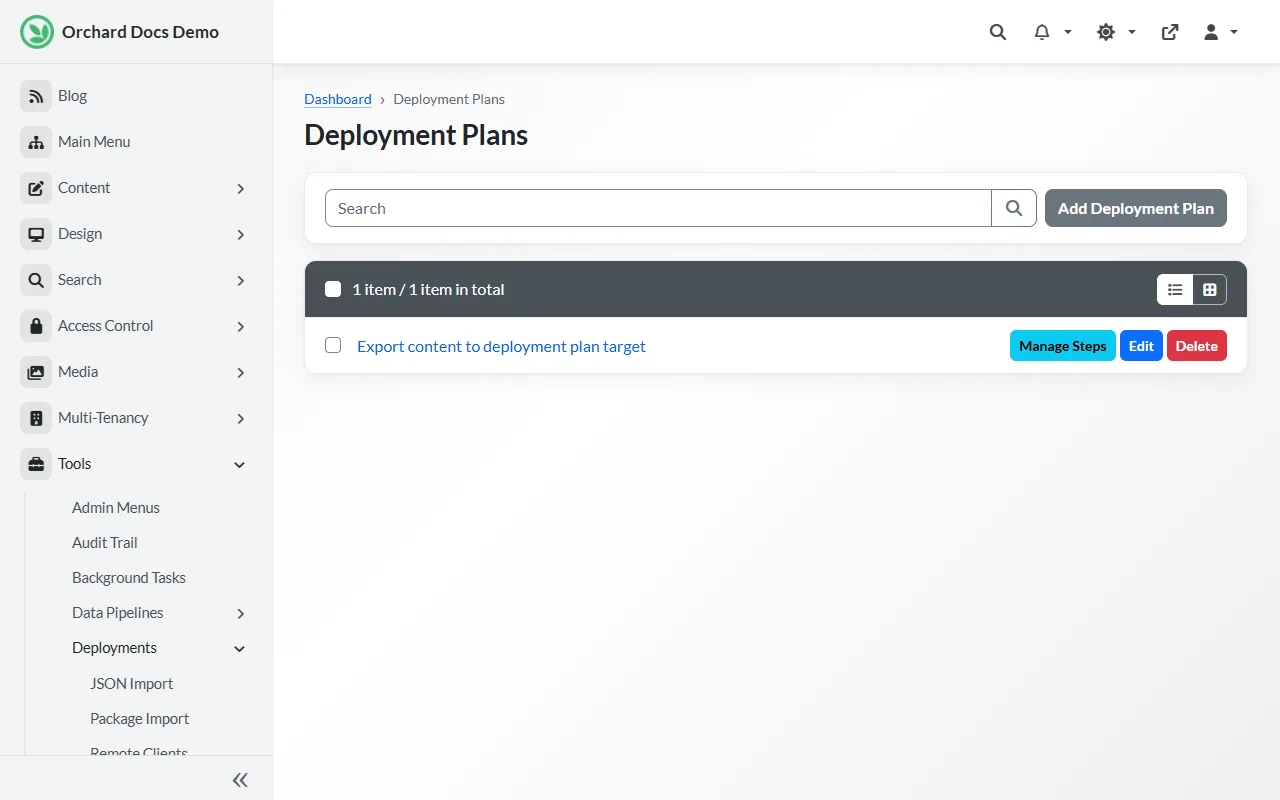 Orchard Docs Demo
Blog
Main Menu
Content
Design
Search
Access Control
Media
Multi-Tenancy
Tools
Admin Menus
Audit Trail
Background Tasks
Data Pipelines
Deployments
JSON Import
Package Import
Remote Clients
Dashboard › Deployment Plans
Deployment Plans
Search
Add Deployment Plan
1 item / 1 item in total
Export content to deployment plan target
Manage Steps
Edit
Delete